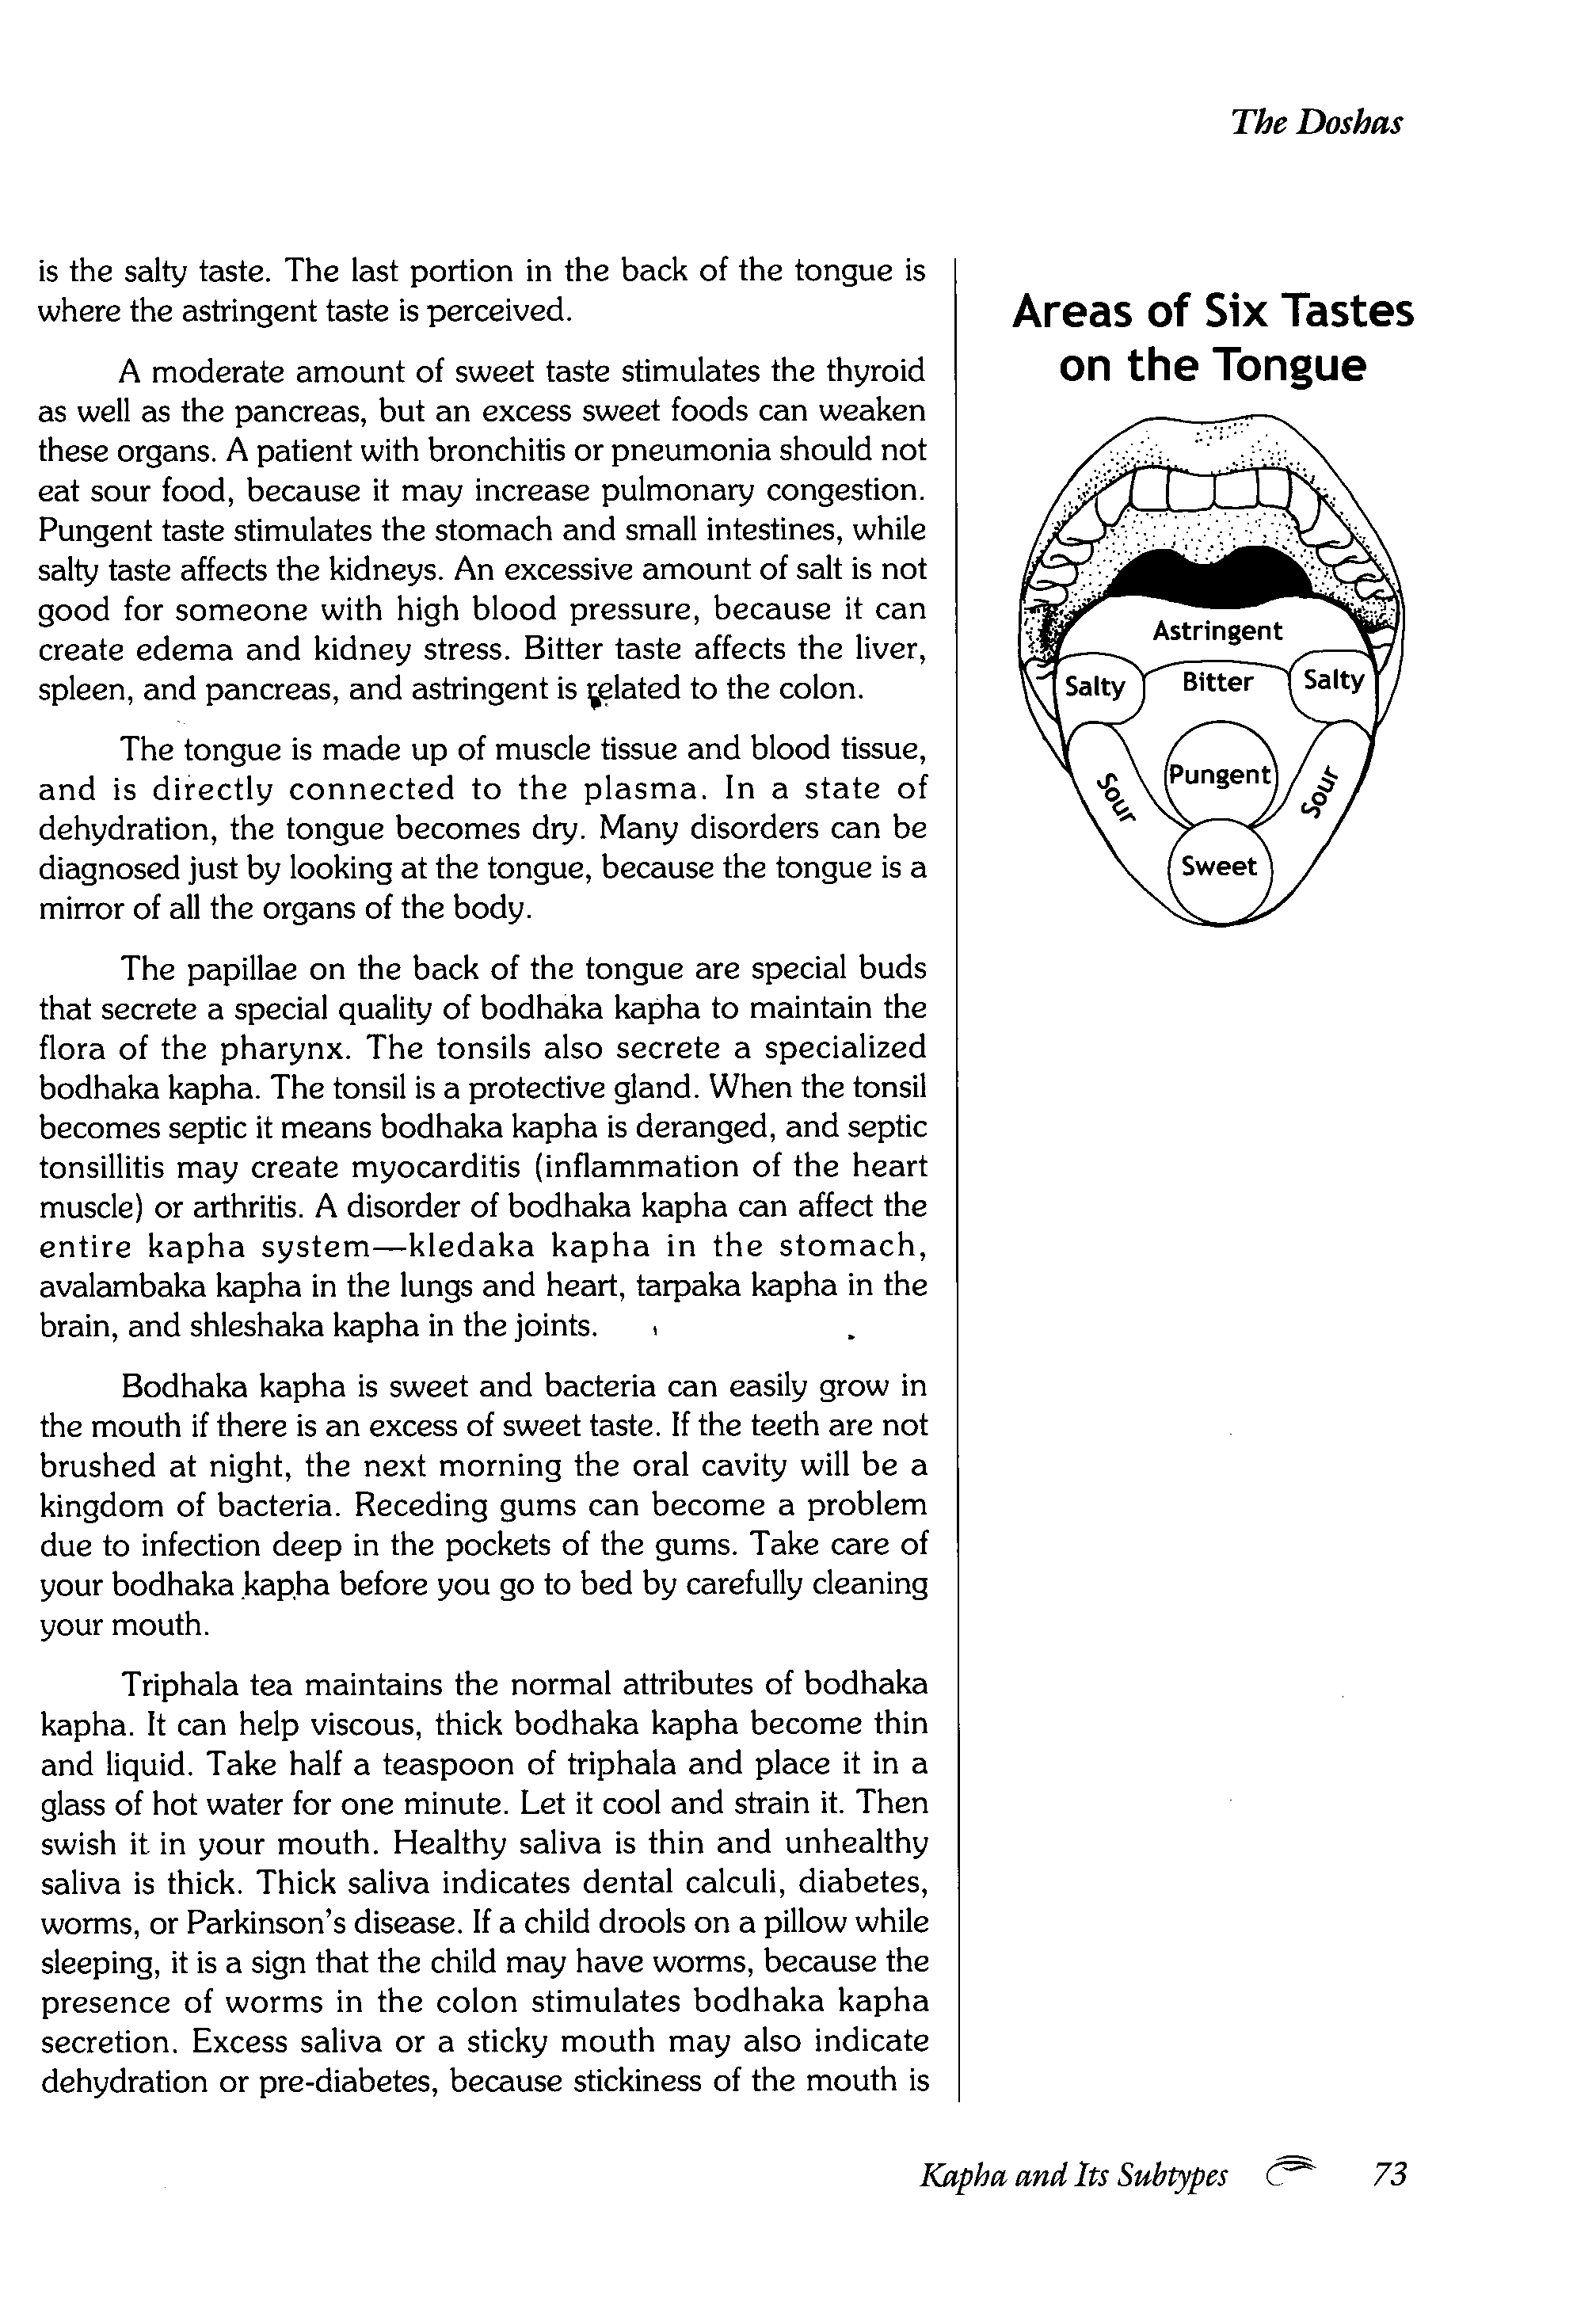 The Doshas
is the salty taste. The last portion in the back of the tongue is
where the astringent taste is perceived.
A moderate amount of sweet taste stimulates the thyroid
as well as the pancreas, but an excess sweet foods can weaken
these organs. A patient with bronchitis or pneumonia should not
eat sour food, because it may increase pulmonary congestion.
Pungent taste stimulates the stomach and small intestines, while
salty taste affects the kidneys. An excessive amount of salt is not
good for someone with high blood pressure, because it can
create edema and kidney stress. Bitter taste affects the liver,
spleen, and pancreas, and astringent is related to the colon.
The tongue is made up of muscle tissue and blood tissue,
and is directly connected to the plasma. In a state of
dehydration, the tongue becomes dry. Many disorders can be
diagnosed just by looking at the tongue, because the tongue is a
mirror of all the organs of the body.
The papillae on the back of the tongue are special buds
that secrete a special quality of bodhaka kapha to maintain the
flora of the pharynx. The tonsils also secrete a specialized
bodhaka kapha. The tonsil is a protective gland. When the tonsil
becomes septic it means bodhaka kapha is deranged, and septic
tonsillitis may create myocarditis (inflammation of the heart
muscle) or arthritis. A disorder of bodhaka kapha can affect the
entire kapha system—kledaka kapha in the stomach,
avalambaka kapha in the lungs and heart, tarpaka kapha in the
brain, and shleshaka kapha in the joints.
Bodhaka kapha is sweet and bacteria can easily grow in
the mouth if there is an excess of sweet taste. If the teeth are not
brushed at night, the next morning the oral cavity will be a
kingdom of bacteria. Receding gums can become a problem
due to infection deep in the pockets of the gums. Take care of
your bodhaka kapha before you go to bed by carefully cleaning
your mouth.
Triphala tea maintains the normal attributes of bodhaka
kapha. It can help viscous, thick bodhaka kapha become thin
and liquid. Take half a teaspoon of triphala and place it in a
glass of hot water for one minute. Let it cool and strain it. Then
swish it in your mouth. Healthy saliva is thin and unhealthy
saliva is thick. Thick saliva indicates dental calculi, diabetes,
worms, or Parkinson's disease. If a child drools on a pillow while
sleeping, it is a sign that the child may have worms, because the
presence of worms in the colon stimulates bodhaka kapha
secretion. Excess saliva or a sticky mouth may also indicate
dehydration or pre-diabetes, because stickiness of the mouth is
Areas of Six Tastes
on the Tongue
Astringent
Salty Bitter Salty
Sour Pungent Sour
Sweet
Kapha and Its Subtypes 73